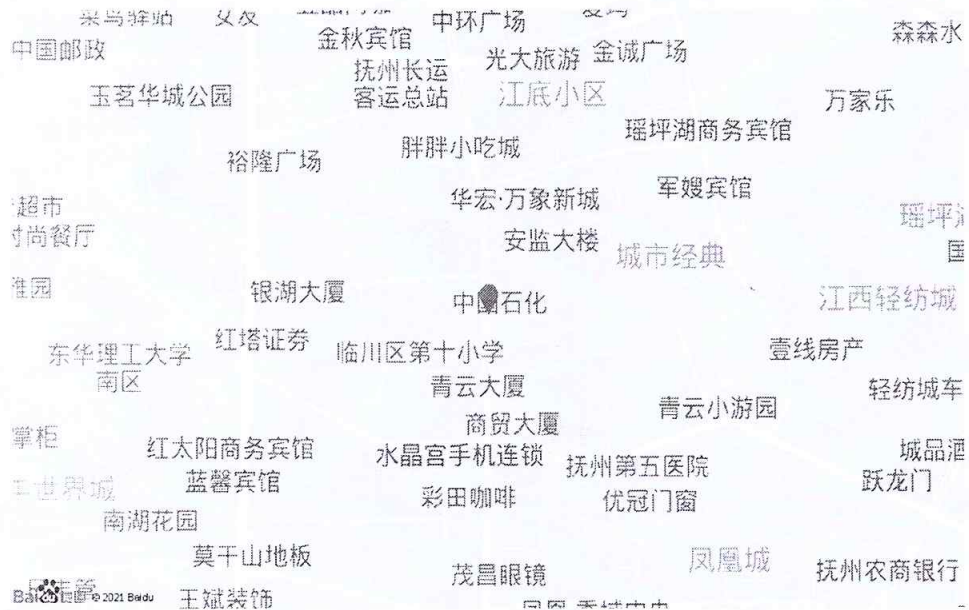 菜鸟驿站
中环广场
金秋宾馆
森森水
中国邮政
光大旅游
金诚广场
抚州长运
客运总站
玉茗华城公园
江底小区
万家乐
瑶坪湖商务宾馆
胖胖小吃城
裕隆广场
军嫂宾馆
华宏·万象新城
超市
瑶坪
尚餐厅
安监大楼
城市经典
雅园
银湖大厦
中国石化
江西轻纺城
红塔证券
东华理工大学
南区
临川区第十小学
壹线房产
青云大厦
轻纺城车
青云小游园
商贸大厦
掌柜
红太阳商务宾馆
水晶宫手机连锁
城品酒
抚州第五医院
蓝馨宾馆
跃龙门
世界城
彩田咖啡
优冠门窗
南湖花园
莫干山地板
凤凰城
茂昌眼镜
抚州农商银行
© 2021 Baidu
王斌装饰